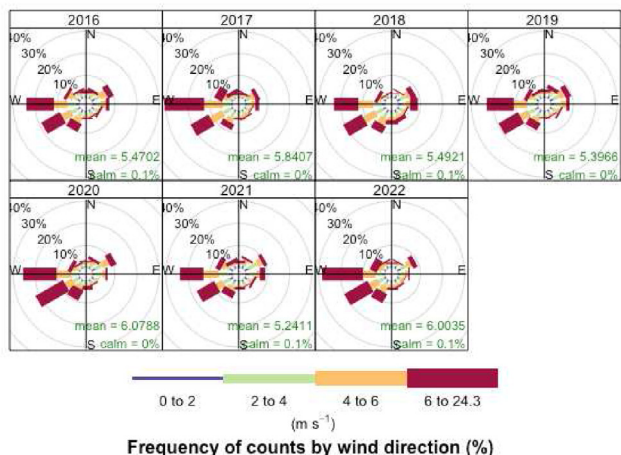 2016 2017 2018 2019
40% 30% 20% 10% N W E S
mean = 5.4702
calm = 0.1%
40% 30% 20% 10% N W E S
mean = 5.8407
calm = 0%
40% 30% 20% 10% N W E S
mean = 5.4921
calm = 0.1%
40% 30% 20% 10% N W E S
mean = 5.3966
calm = 0%
2020 2021 2022
40% 30% 20% 10% N W E S
mean = 6.0788
calm = 0%
40% 30% 20% 10% N W E S
mean = 5.2411
calm = 0.1%
40% 30% 20% 10% N W E S
mean = 6.0035
calm = 0.1%
0 to 2 2 to 4 4 to 6 6 to 24.3
(m s⁻¹)
Frequency of counts by wind direction (%)